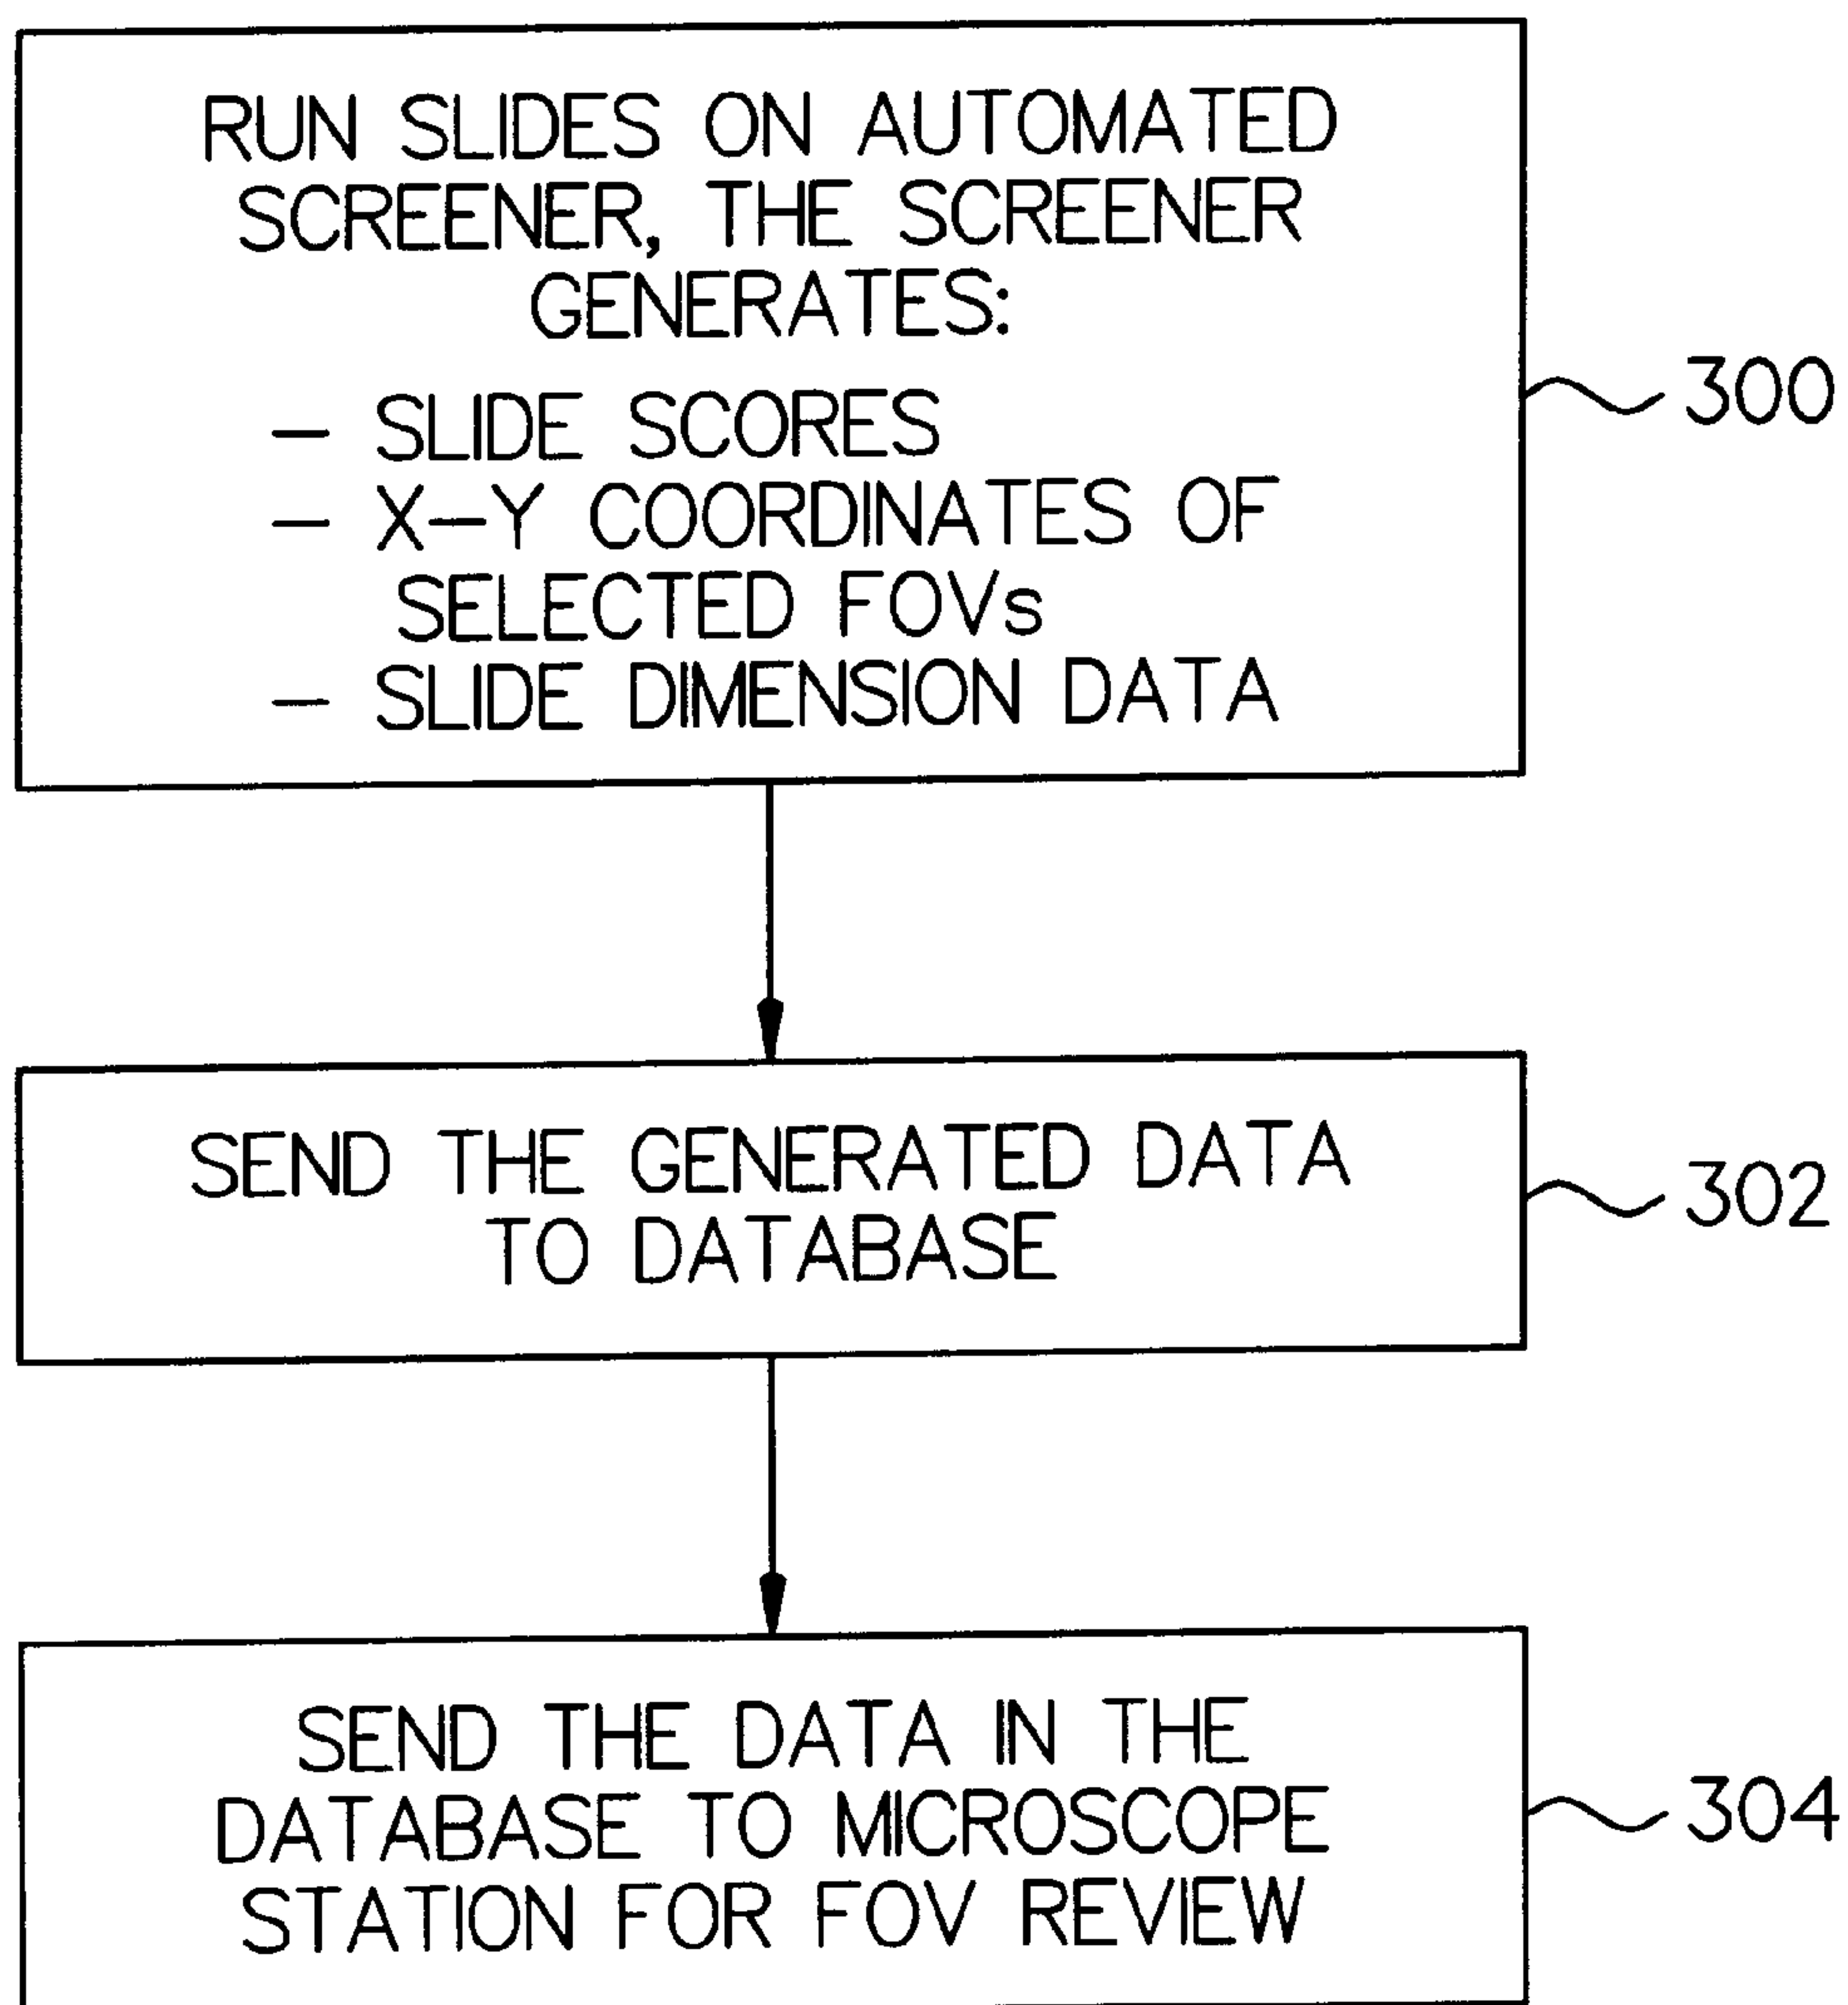 RUN SLIDES ON AUTOMATED
SCREENER, THE SCREENER
GENERATES:
— SLIDE SCORES
— X—Y COORDINATES OF
SELECTED FOVs
— SLIDE DIMENSION DATA
300
SEND THE GENERATED DATA
TO DATABASE
302
SEND THE DATA IN THE
DATABASE TO MICROSCOPE
STATION FOR FOV REVIEW
304